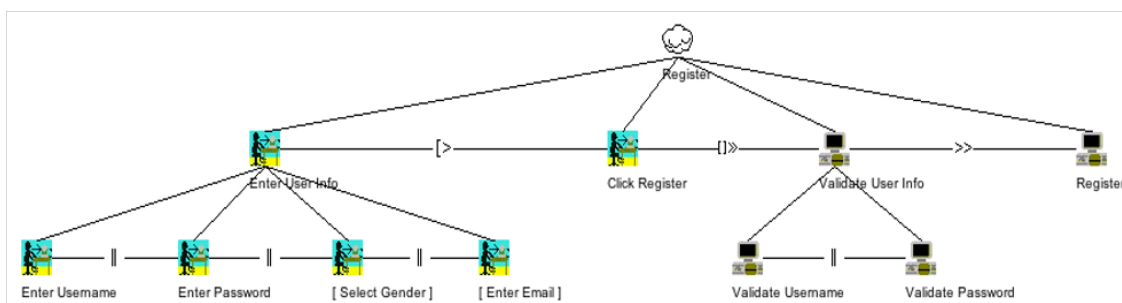 Register
[>
[]»
>>
Enter User Info
Click Register
Validate User Info
Register
||
||
||
||
Enter Username
Enter Password
[ Select Gender ]
[ Enter Email ]
Validate Username
Validate Password